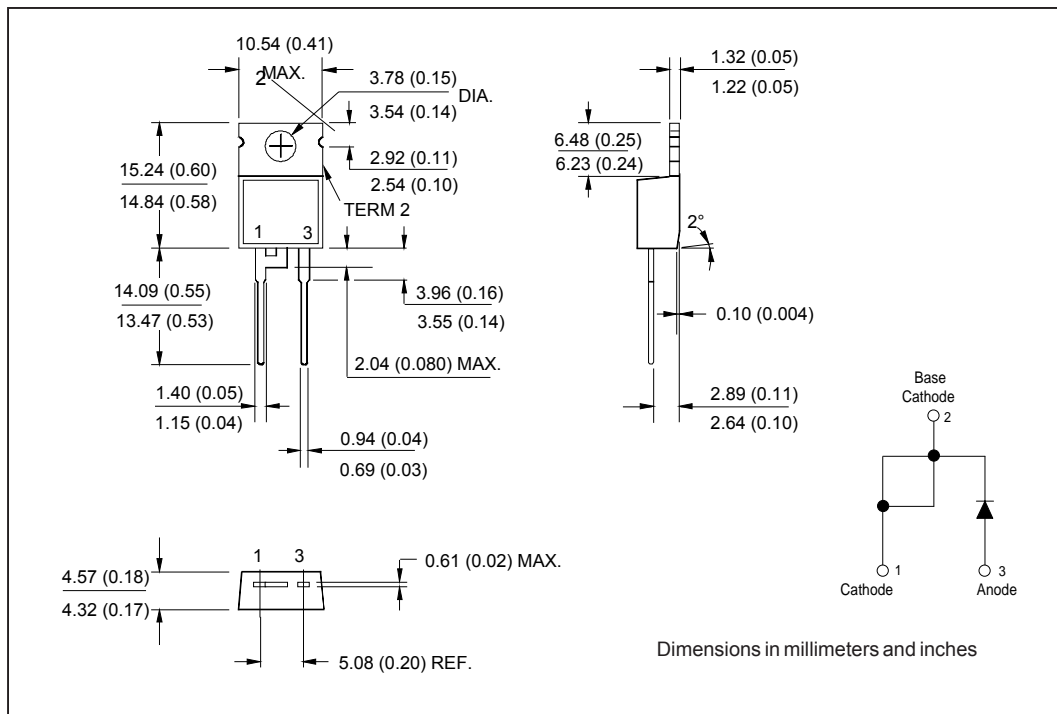 10.54 (0.41)
MAX.
2
3.78 (0.15)
3.54 (0.14)
DIA.
1.32 (0.05)
1.22 (0.05)
6.48 (0.25)
6.23 (0.24)
2.92 (0.11)
2.54 (0.10)
15.24 (0.60)
14.84 (0.58)
TERM 2
1 3
2°
14.09 (0.55)
13.47 (0.53)
3.96 (0.16)
3.55 (0.14)
0.10 (0.004)
2.04 (0.080) MAX.
1.40 (0.05)
1.15 (0.04)
2.89 (0.11)
2.64 (0.10)
0.94 (0.04)
0.69 (0.03)
Base
Cathode
2
1
Cathode
3
Anode
1 3
0.61 (0.02) MAX.
4.57 (0.18)
4.32 (0.17)
5.08 (0.20) REF.
Dimensions in millimeters and inches